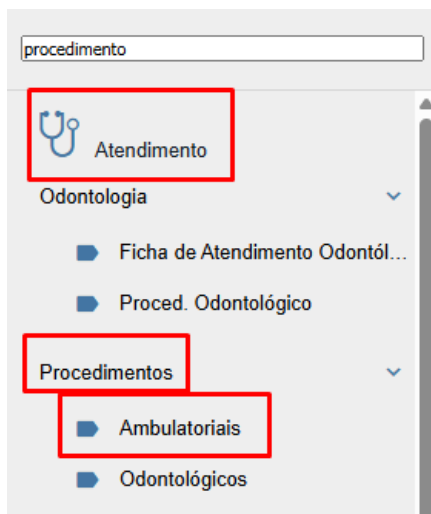 procedimento
Atendimento
Odontologia
Ficha de Atendimento Odontól...
Proced. Odontológico
Procedimentos
Ambulatoriais
Odontológicos